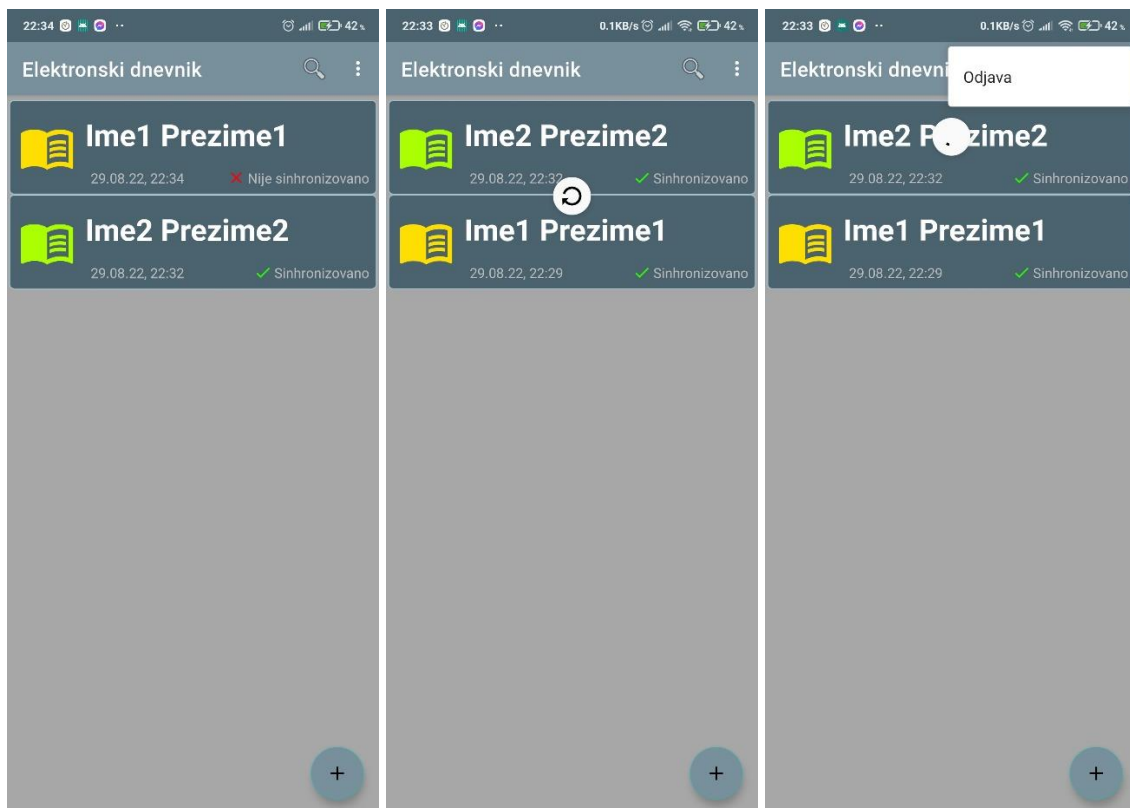 22:34
42%
Elektronski dnevnik
Ime1 Prezime1
29.08.22, 22:34
Nije sinhronizovano
Ime2 Prezime2
29.08.22, 22:32
Sinhronizovano
+
22:33
0.1KB/s
42%
Elektronski dnevnik
Ime2 Prezime2
29.08.22, 22:32
Sinhronizovano
Ime1 Prezime1
29.08.22, 22:29
Sinhronizovano
+
22:33
0.1KB/s
42%
Elektronski dnevni
Odjava
Ime2 P zime2
29.08.22, 22:32
Sinhronizovano
Ime1 Prezime1
29.08.22, 22:29
Sinhronizovano
+